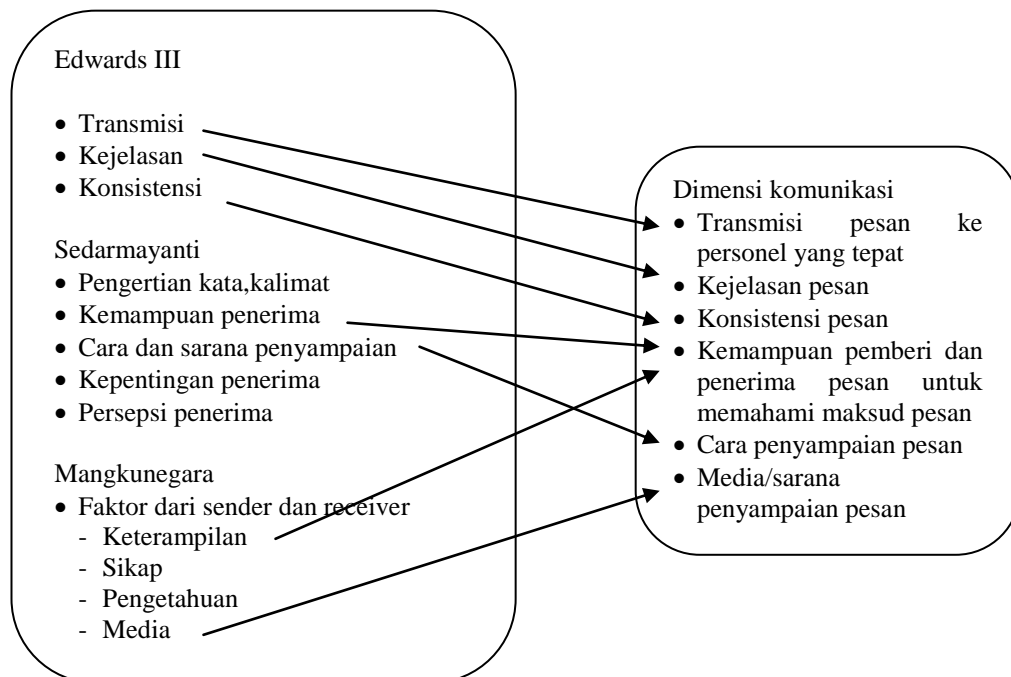 Edwards III
• Transmisi
• Kejelasan
• Konsistensi
Sedarmayanti
• Pengertian kata,kalimat
• Kemampuan penerima
• Cara dan sarana penyampaian
• Kepentingan penerima
• Persepsi penerima
Mangkunegara
• Faktor dari sender dan receiver
- Keterampilan
- Sikap
- Pengetahuan
- Media
Dimensi komunikasi
• Transmisi pesan ke
personel yang tepat
• Kejelasan pesan
• Konsistensi pesan
• Kemampuan pemberi dan
penerima pesan untuk
memahami maksud pesan
• Cara penyampaian pesan
• Media/sarana
penyampaian pesan